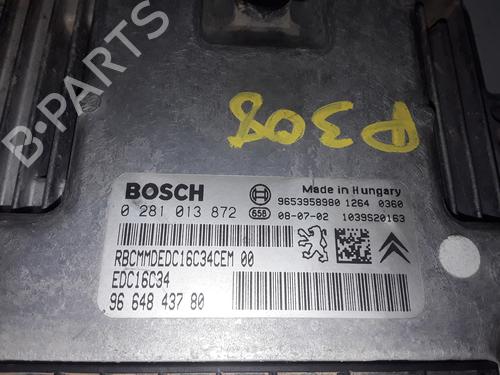 P308
B-PARTS
BOSCH
Made in Hungary
9653958980 1264 0360
0 281 013 872
658
08-07-02 1039S20163
RBCMMDEDC16C34CEM 00
EDC16C34
96 648 437 80